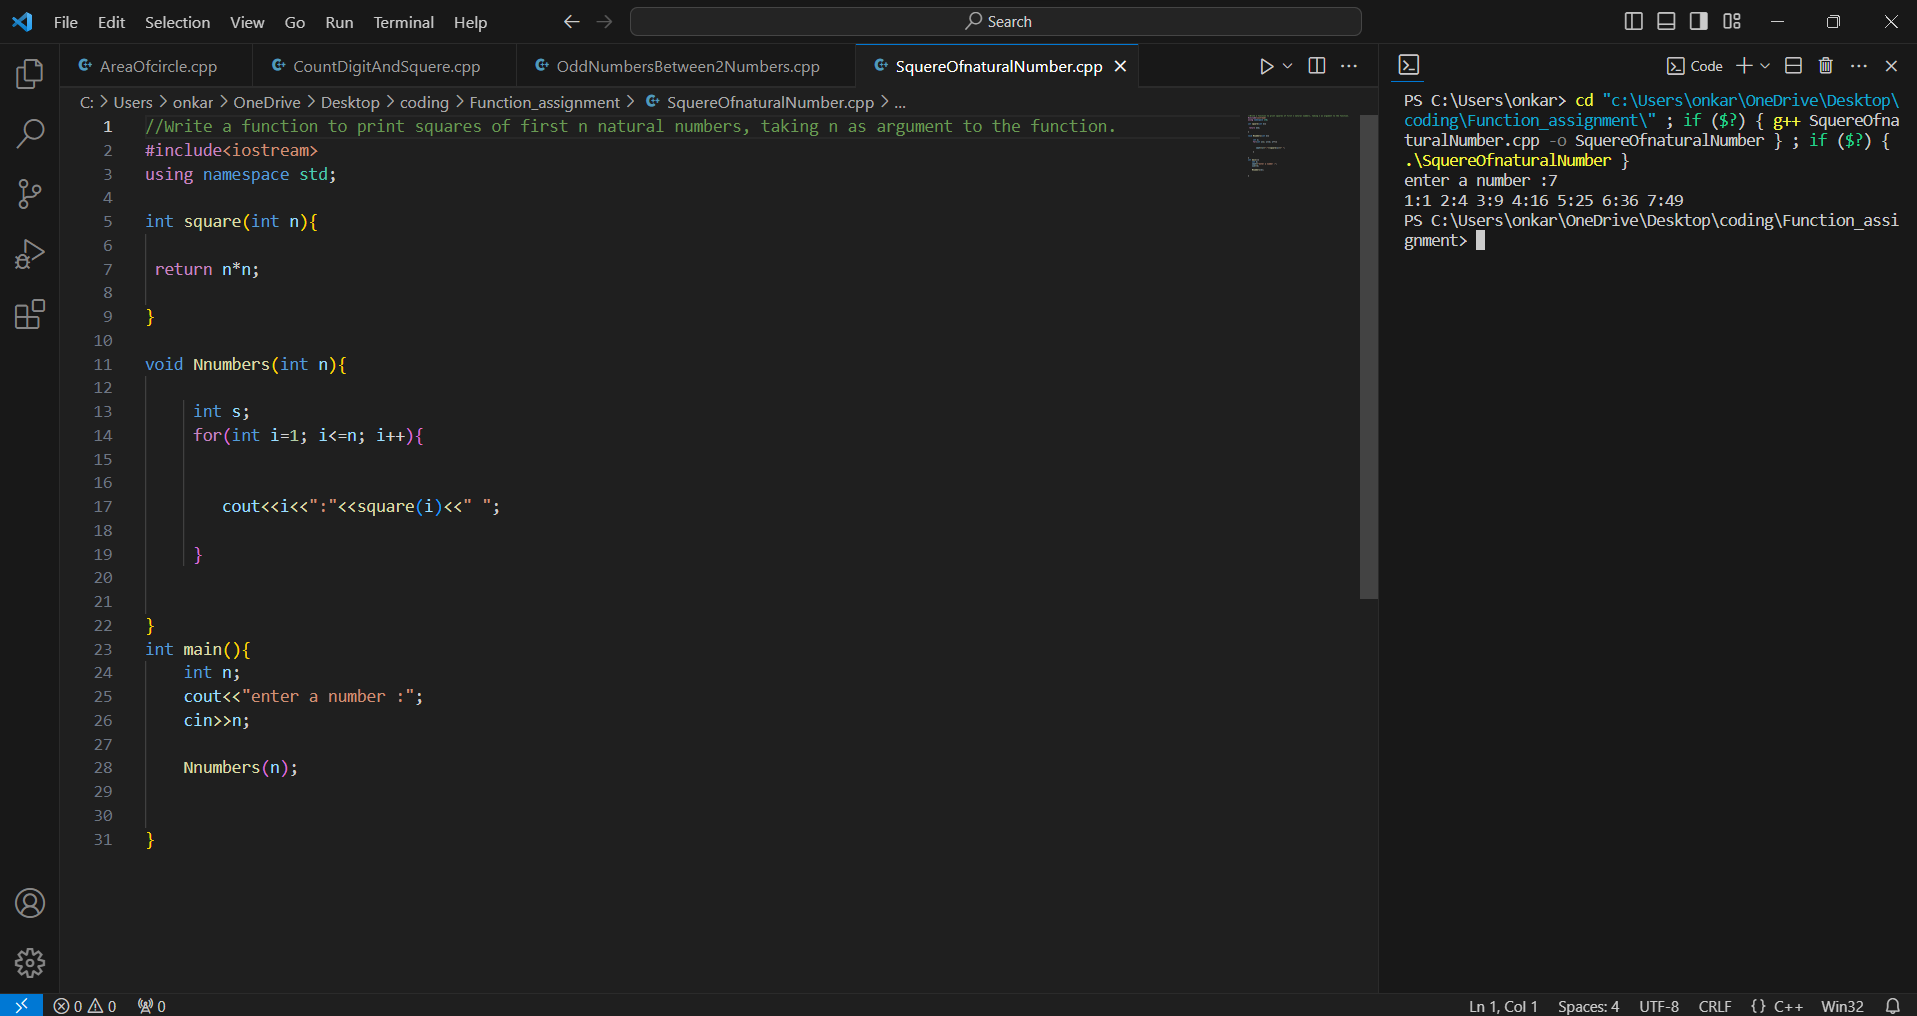 File Edit Selection View Go Run Terminal Help Search
AreaOfcircle.cpp CountDigitAndSquere.cpp OddNumbersBetween2Numbers.cpp SquereOfnaturalNumber.cpp
C: > Users > onkar > OneDrive > Desktop > coding > Function_assignment > SquereOfnaturalNumber.cpp > ...
1 //Write a function to print squares of first n natural numbers, taking n as argument to the function.
2 #include<iostream>
3 using namespace std;
4
5 int square(int n){
6
7 return n*n;
8
9 }
10
11 void Nnumbers(int n){
12
13 int s;
14 for(int i=1; i<=n; i++){
15
16
17 cout<<i<<":"<<square(i)<<" ";
18
19 }
20
21
22 }
23 int main(){
24 int n;
25 cout<<"enter a number :";
26 cin>>n;
27
28 Nnumbers(n);
29
30
31 }
Code
PS C:\Users\onkar> cd "c:\Users\onkar\OneDrive\Desktop\
coding\Function_assignment\" ; if ($?) { g++ SquereOfna
turalNumber.cpp -o SquereOfnaturalNumber } ; if ($?) {
.\SquereOfnaturalNumber }
enter a number :7
1:1 2:4 3:9 4:16 5:25 6:36 7:49
PS C:\Users\onkar\OneDrive\Desktop\coding\Function_assi
gnment>
0 0 0 Ln 1, Col 1 Spaces: 4 UTF-8 CRLF {} C++ Win32